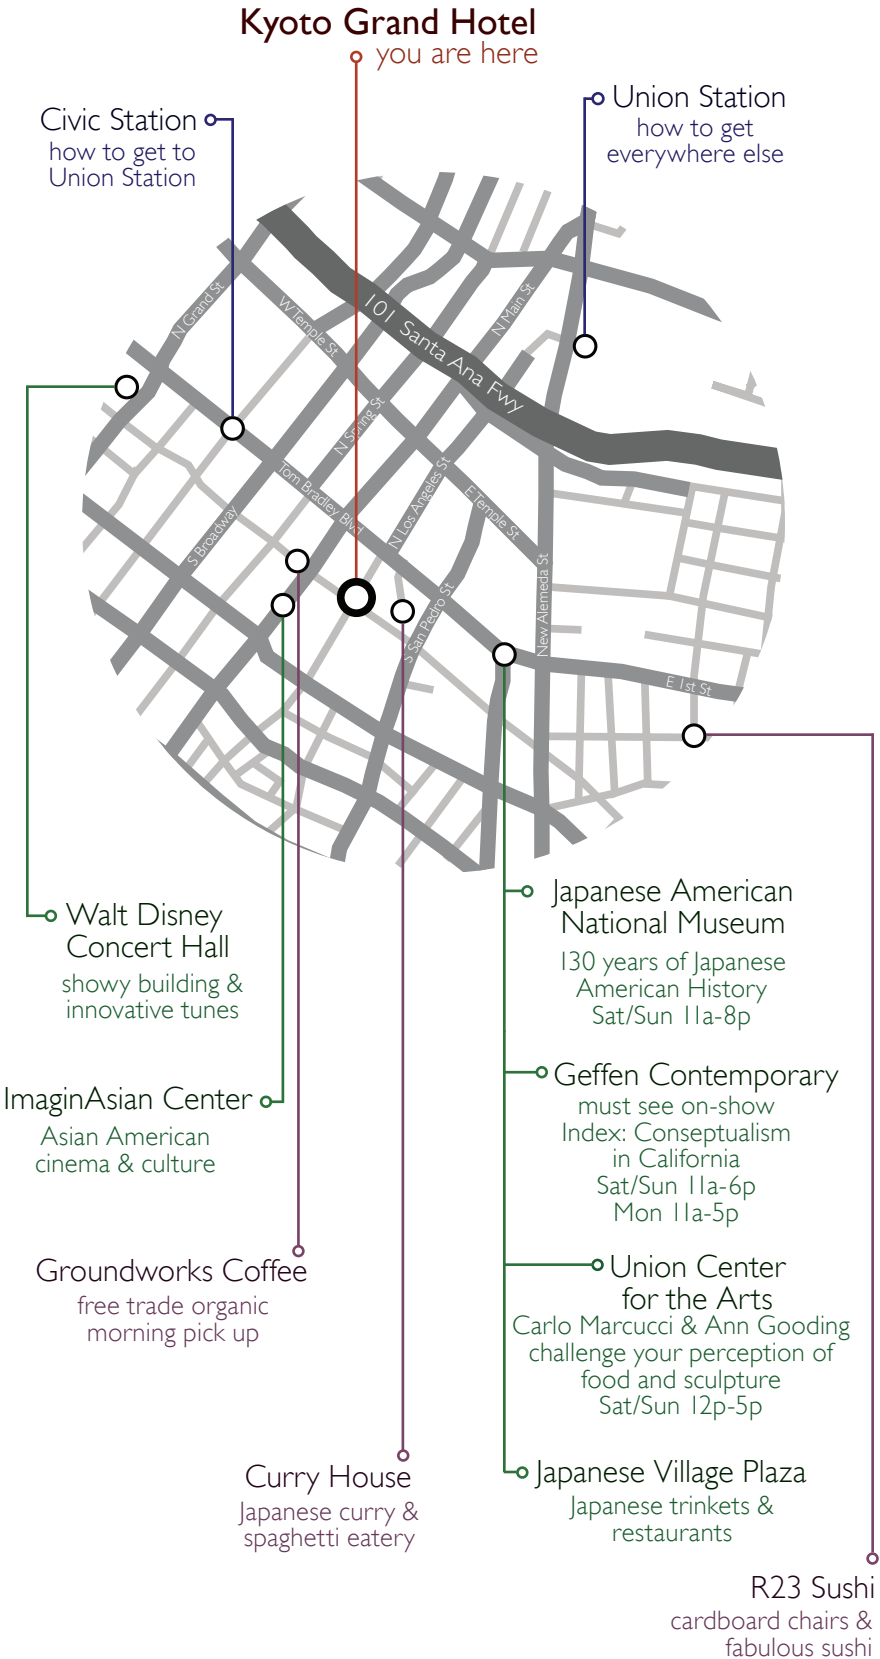 Kyoto Grand Hotel
you are here
Civic Station
how to get to
Union Station
Union Station
how to get
everywhere else
N Grand St
W Temple St
101 Santa Ana Fwy
N Main St
N Spring St
Tom Bradley Blvd
N Los Angeles St
E Temple St
S Broadway
S San Pedro St
New Alemeda St
E 1st St
Walt Disney
Concert Hall
showy building &
innovative tunes
ImaginAsian Center
Asian American
cinema & culture
Groundworks Coffee
free trade organic
morning pick up
Curry House
Japanese curry &
spaghetti eatery
Japanese American
National Museum
130 years of Japanese
American History
Sat/Sun 11a-8p
Geffen Contemporary
must see on-show
Index: Conseptualism
in California
Sat/Sun 11a-6p
Mon 11a-5p
Union Center
for the Arts
Carlo Marcucci & Ann Gooding
challenge your perception of
food and sculpture
Sat/Sun 12p-5p
Japanese Village Plaza
Japanese trinkets &
restaurants
R23 Sushi
cardboard chairs &
fabulous sushi